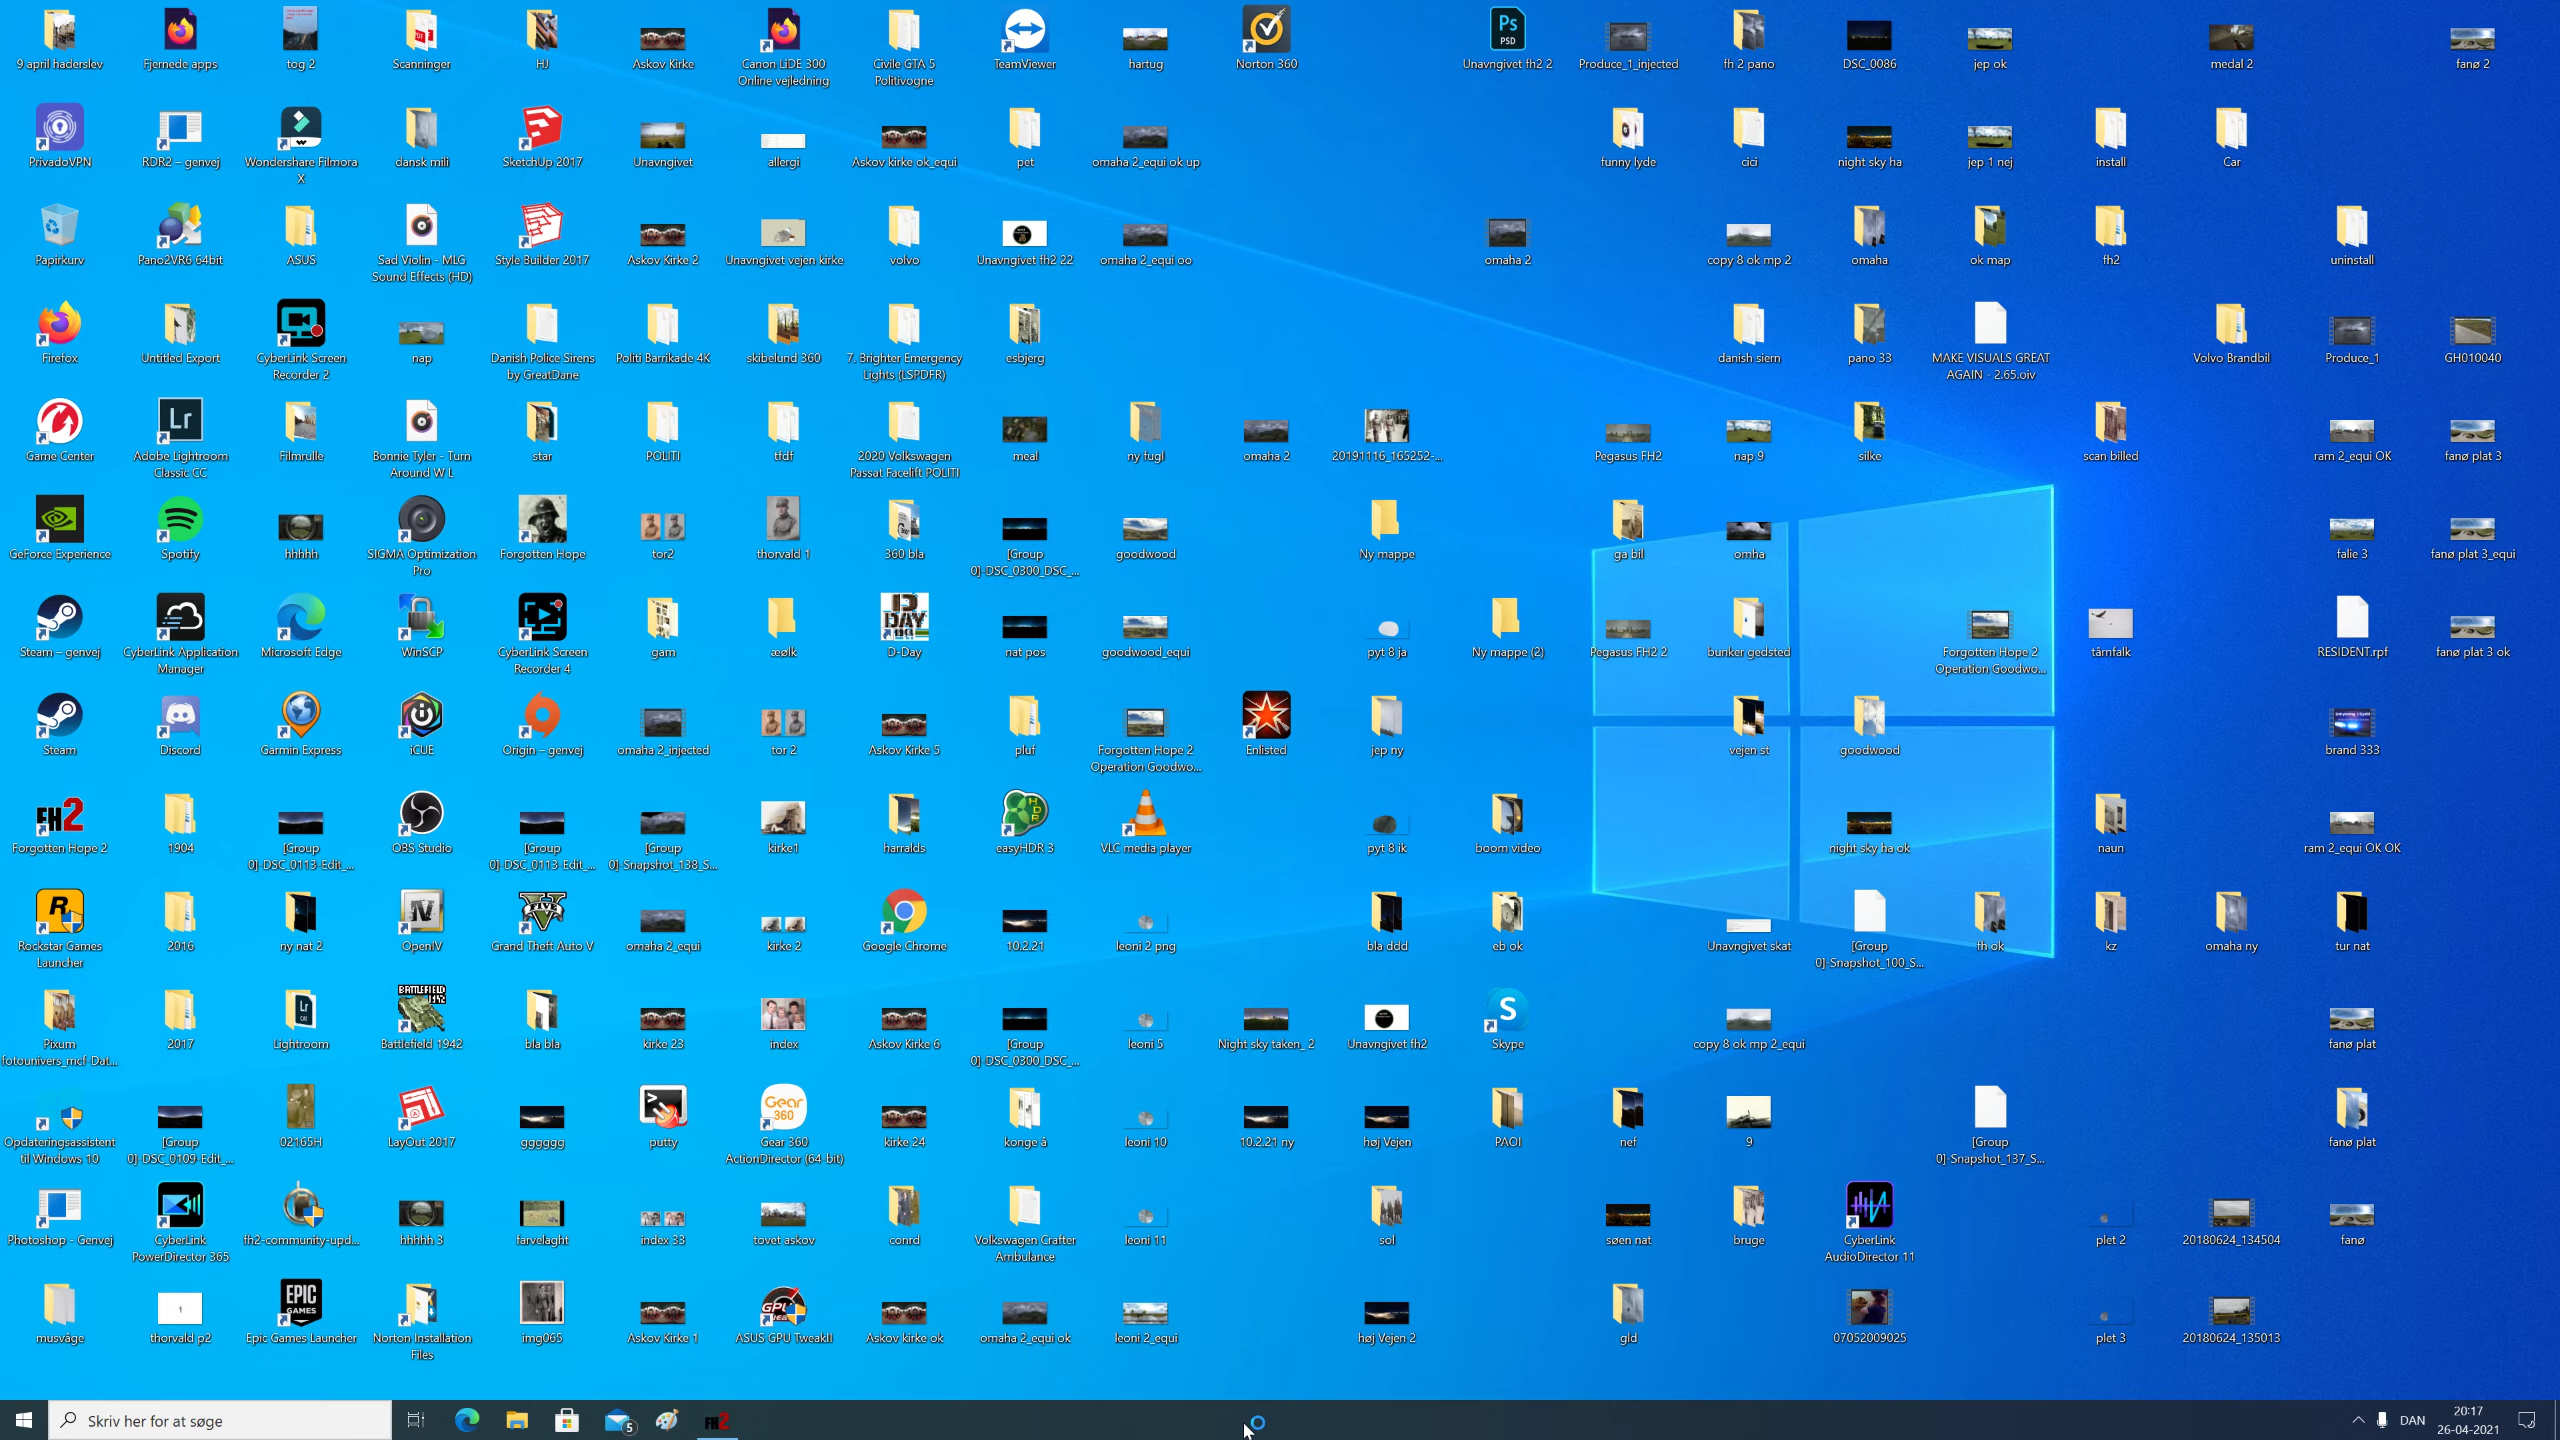 9 april haderslev
Fjernede apps
tog 2
Scanninger
HJ
Askov Kirke
Canon LiDE 300
Online vejledning
Civile GTA 5
Politivogne
TeamViewer
hartug
Norton 360
Unavngivet fh2 2
Produce_1_injected
fh 2 pano
DSC_0086
jep ok
medal 2
fanø 2
PrivadoVPN
RDR2 – genvej
Wondershare Filmora
X
dansk mili
SketchUp 2017
Unavngivet
allergi
Askov kirke ok_equi
pet
omaha 2_equi ok up
funny lyde
cici
night sky ha
jep 1 nej
install
Car
Papirkurv
Pano2VR6 64bit
ASUS
Sad Violin - MLG
Sound Effects (HD)
Style Builder 2017
Askov Kirke 2
Unavngivet vejen kirke
volvo
Unavngivet fh2 22
omaha 2_equi oo
omaha 2
copy 8 ok mp 2
omaha
ok map
fh2
uninstall
Firefox
Untitled Export
CyberLink Screen
Recorder 2
nap
Danish Police Sirens
by GreatDane
Politi Barrikade 4K
skibelund 360
7. Brighter Emergency
Lights (LSPDFR)
esbjerg
danish siern
pano 33
MAKE VISUALS GREAT
AGAIN - 2.65.oiv
Volvo Brandbil
Produce_1
GH010040
Game Center
Adobe Lightroom
Classic CC
Filmrulle
Bonnie Tyler - Turn
Around W L
star
POLITI
tfdf
2020 Volkswagen
Passat Facelift POLITI
meal
ny fugl
omaha 2
20191116_165252-...
Pegasus FH2
nap 9
silke
scan billed
ram 2_equi OK
fanø plat 3
GeForce Experience
Spotify
hhhhh
SIGMA Optimization
Pro
Forgotten Hope
tor2
thorvald 1
360 bla
[Group
0]-DSC_0300_DSC_...
goodwood
Ny mappe
ga bil
omha
falie 3
fanø plat 3_equi
Steam – genvej
CyberLink Application
Manager
Microsoft Edge
WinSCP
CyberLink Screen
Recorder 4
gam
æølk
D-Day
nat pos
goodwood_equi
pyt 8 ja
Ny mappe (2)
Pegasus FH2 2
bunker gedsted
Forgotten Hope 2
Operation Goodwo...
tårnfalk
RESIDENT.rpf
fanø plat 3 ok
Steam
Discord
Garmin Express
iCUE
Origin – genvej
omaha 2_injected
tor 2
Askov Kirke 5
pluf
Forgotten Hope 2
Operation Goodwo...
Enlisted
jep ny
vejen st
goodwood
brand 333
Forgotten Hope 2
1904
[Group
0]-DSC_0113-Edit_...
OBS Studio
[Group
0]-DSC_0113-Edit_...
[Group
0]-Snapshot_138_S...
kirke1
harralds
easyHDR 3
VLC media player
pyt 8 ik
boom video
night sky ha ok
naun
ram 2_equi OK OK
Rockstar Games
Launcher
2016
ny nat 2
OpenIV
Grand Theft Auto V
omaha 2_equi
kirke 2
Google Chrome
10.2.21
leoni 2 png
bla ddd
eb ok
Unavngivet skat
[Group
0]-Snapshot_100_S...
fh ok
kz
omaha ny
tur nat
Pixum
fotounivers_mcf-Dat...
2017
Lightroom
Battlefield 1942
bla bla
kirke 23
index
Askov Kirke 6
[Group
0]-DSC_0300_DSC_...
leoni 5
Night sky taken_ 2
Unavngivet fh2
Skype
copy 8 ok mp 2_equi
fanø plat
Opdateringsassistent
til Windows 10
[Group
0]-DSC_0109-Edit_...
02165H
LayOut 2017
gggggg
putty
Gear 360
ActionDirector (64-bit)
kirke 24
konge å
leoni 10
10.2.21 ny
høj Vejen
PAOI
nef
9
[Group
0]-Snapshot_137_S...
fanø plat
Photoshop - Genvej
CyberLink
PowerDirector 365
fh2-community-upd...
hhhhh 3
farvelaght
index 33
tovet askov
conrd
Volkswagen Crafter
Ambulance
leoni 11
sol
søen nat
bruge
CyberLink
AudioDirector 11
plet 2
20180624_134504
fanø
musvåge
thorvald p2
Epic Games Launcher
Norton Installation
Files
img065
Askov Kirke 1
ASUS GPU TweakII
Askov kirke ok
omaha 2_equi ok
leoni 2_equi
høj Vejen 2
gld
07052009025
plet 3
20180624_135013
Skriv her for at søge
5
DAN
20:17
26-04-2021